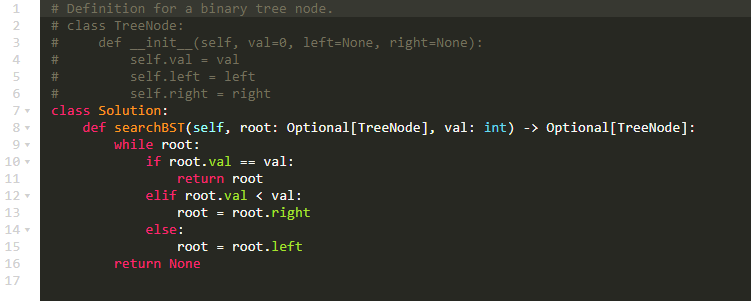 1 # Definition for a binary tree node.
2 # class TreeNode:
3 #     def __init__(self, val=0, left=None, right=None):
4 #         self.val = val
5 #         self.left = left
6 #         self.right = right
7 class Solution:
8     def searchBST(self, root: Optional[TreeNode], val: int) -> Optional[TreeNode]:
9         while root:
10             if root.val == val:
11                 return root
12             elif root.val < val:
13                 root = root.right
14             else:
15                 root = root.left
16         return None
17